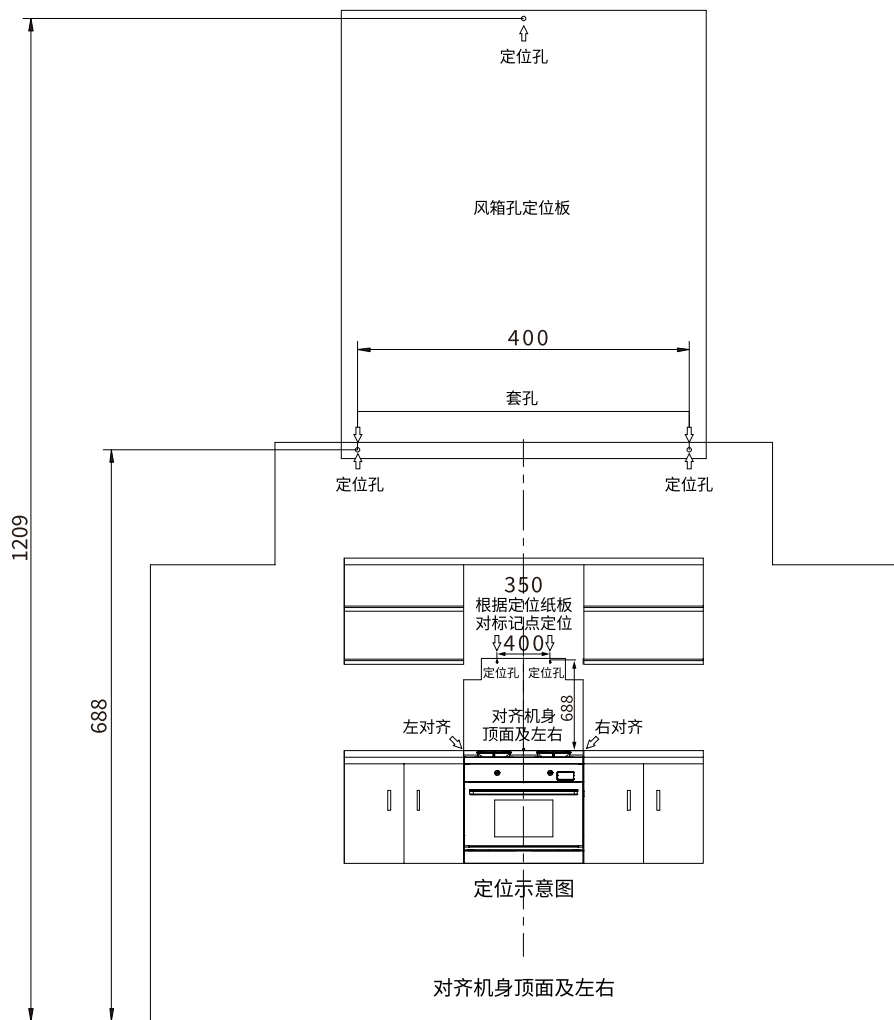 定位孔
风箱孔定位板
400
套孔
定位孔
定位孔
1209
350
根据定位纸板
对标记点定位
400
定位孔
定位孔
688
688
对齐机身
顶面及左右
左对齐
右对齐
定位示意图
对齐机身顶面及左右